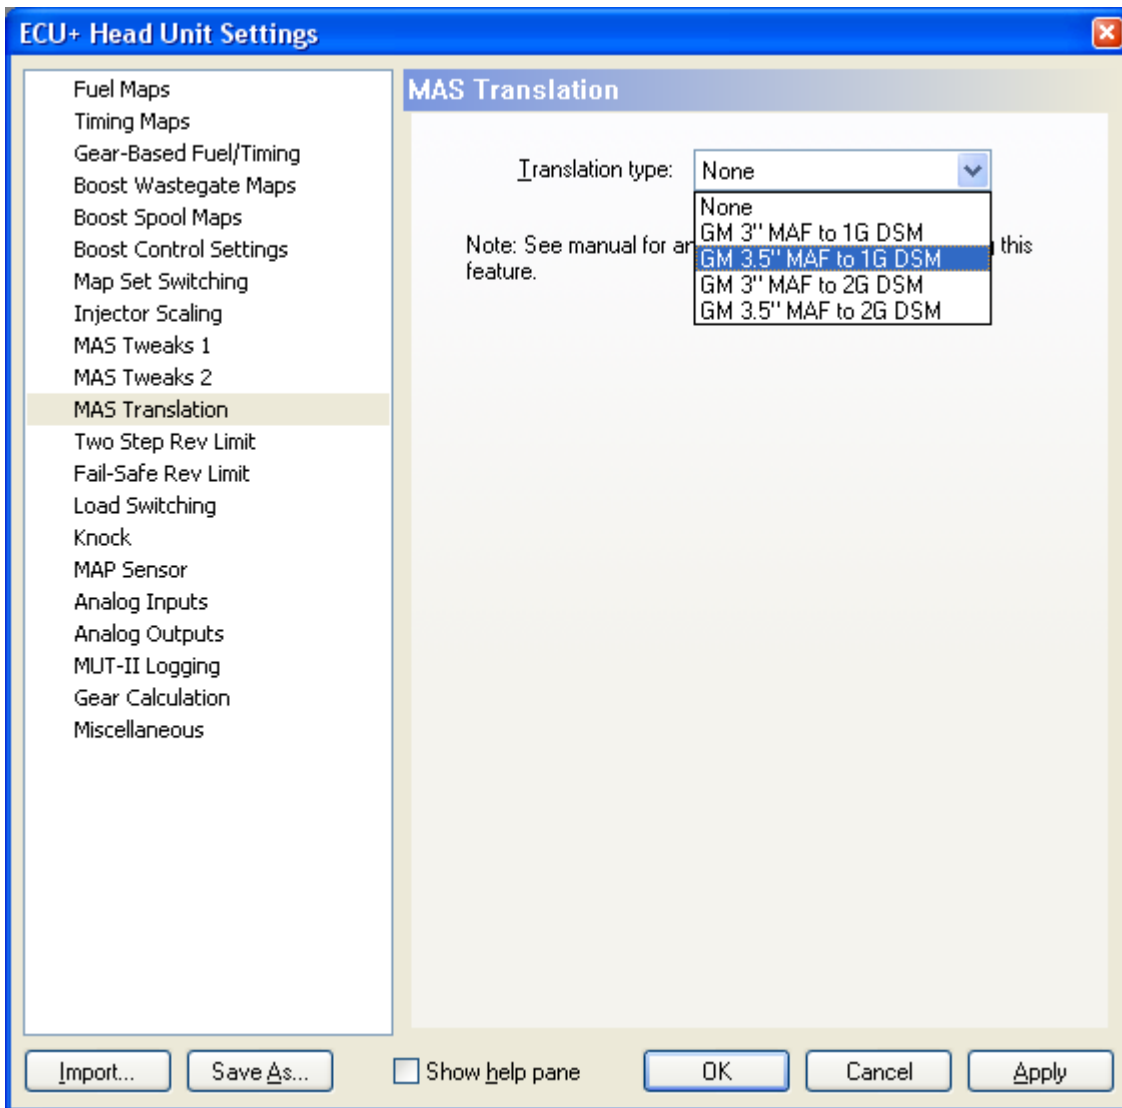 ECU+ Head Unit Settings
Fuel Maps
Timing Maps
Gear-Based Fuel/Timing
Boost Wastegate Maps
Boost Spool Maps
Boost Control Settings
Map Set Switching
Injector Scaling
MAS Tweaks 1
MAS Tweaks 2
MAS Translation
Two Step Rev Limit
Fail-Safe Rev Limit
Load Switching
Knock
MAP Sensor
Analog Inputs
Analog Outputs
MUT-II Logging
Gear Calculation
Miscellaneous
MAS Translation
Translation type: None
None
GM 3" MAF to 1G DSM
GM 3.5" MAF to 1G DSM
GM 3" MAF to 2G DSM
GM 3.5" MAF to 2G DSM
Note: See manual for this
feature.
Import... Save As... Show help pane OK Cancel Apply